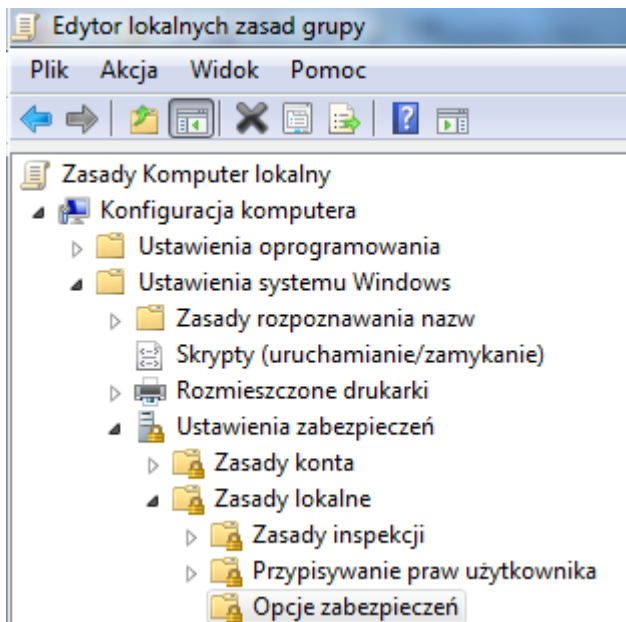 Edytor lokalnych zasad grupy
Plik Akcja Widok Pomoc
Zasady Komputer lokalny
Konfiguracja komputera
Ustawienia oprogramowania
Ustawienia systemu Windows
Zasady rozpoznawania nazw
Skrypty (uruchamianie/zamykanie)
Rozmieszczone drukarki
Ustawienia zabezpieczeń
Zasady konta
Zasady lokalne
Zasady inspekcji
Przypisywanie praw użytkownika
Opcje zabezpieczeń